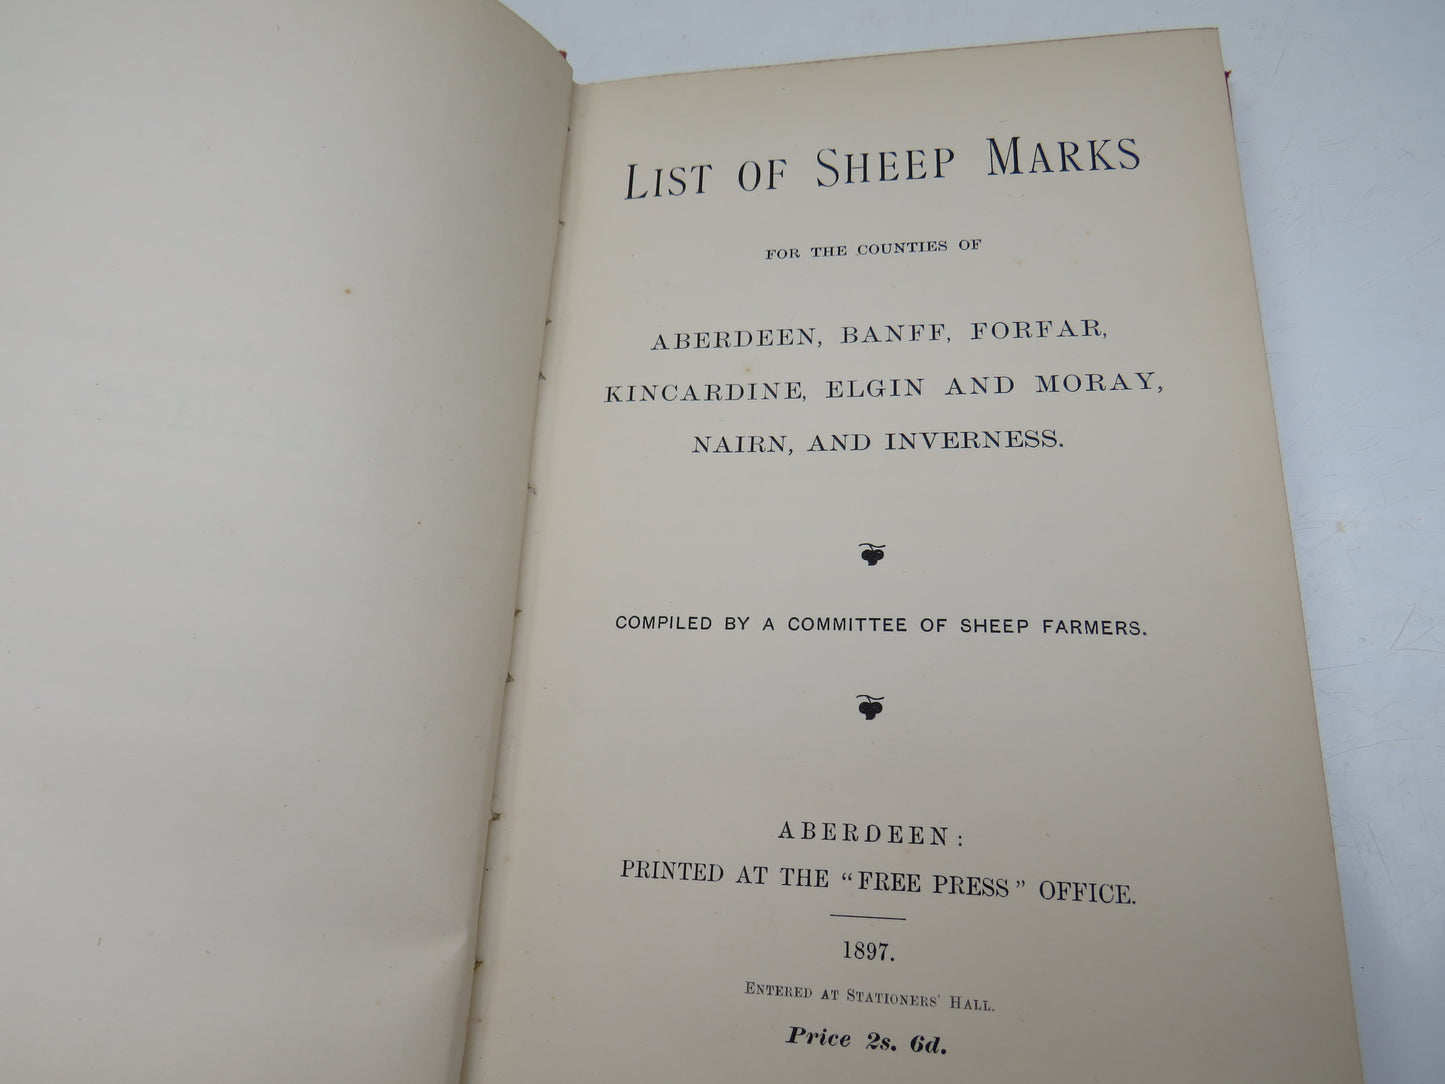 LIST OF SHEEP MARKS
FOR THE COUNTIES OF
ABERDEEN, BANFF, FORFAR,
KINCARDINE, ELGIN AND MORAY,
NAIRN, AND INVERNESS.
COMPILED BY A COMMITTEE OF SHEEP FARMERS.
ABERDEEN:
PRINTED AT THE “FREE PRESS” OFFICE.
1897.
ENTERED AT STATIONERS' HALL.
Price 2s. 6d.